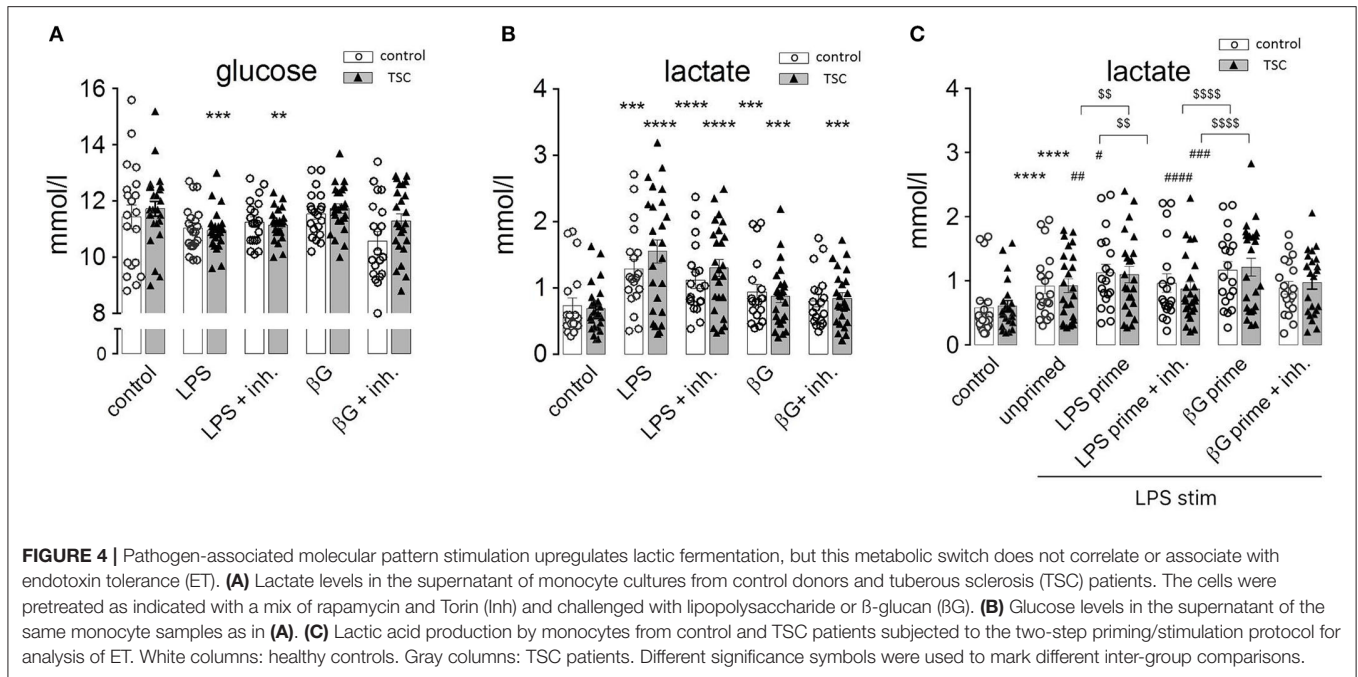 A
glucose
control
TSC
mmol/l
16
14
12
10
8
0
*** **
control
LPS
LPS + inh.
βG
βG+ inh.
B
lactate
control
TSC
mmol/l
4
3
2
1
0
*** **** ***
**** **** *** ***
control
LPS
LPS + inh.
βG
βG+ inh.
C
lactate
control
TSC
mmol/l
4
3
2
1
0
$$ $$$$
$$ $$$$
**** # ###
**** ## ####
control
unprimed
LPS prime
LPS prime + inh.
βG prime
βG prime + inh.
LPS stim
FIGURE 4 | Pathogen-associated molecular pattern stimulation upregulates lactic fermentation, but this metabolic switch does not correlate or associate with
endotoxin tolerance (ET). (A) Lactate levels in the supernatant of monocyte cultures from control donors and tuberous sclerosis (TSC) patients. The cells were
pretreated as indicated with a mix of rapamycin and Torin (Inh) and challenged with lipopolysaccharide or ß-glucan (ßG). (B) Glucose levels in the supernatant of the
same monocyte samples as in (A). (C) Lactic acid production by monocytes from control and TSC patients subjected to the two-step priming/stimulation protocol for
analysis of ET. White columns: healthy controls. Gray columns: TSC patients. Different significance symbols were used to mark different inter-group comparisons.